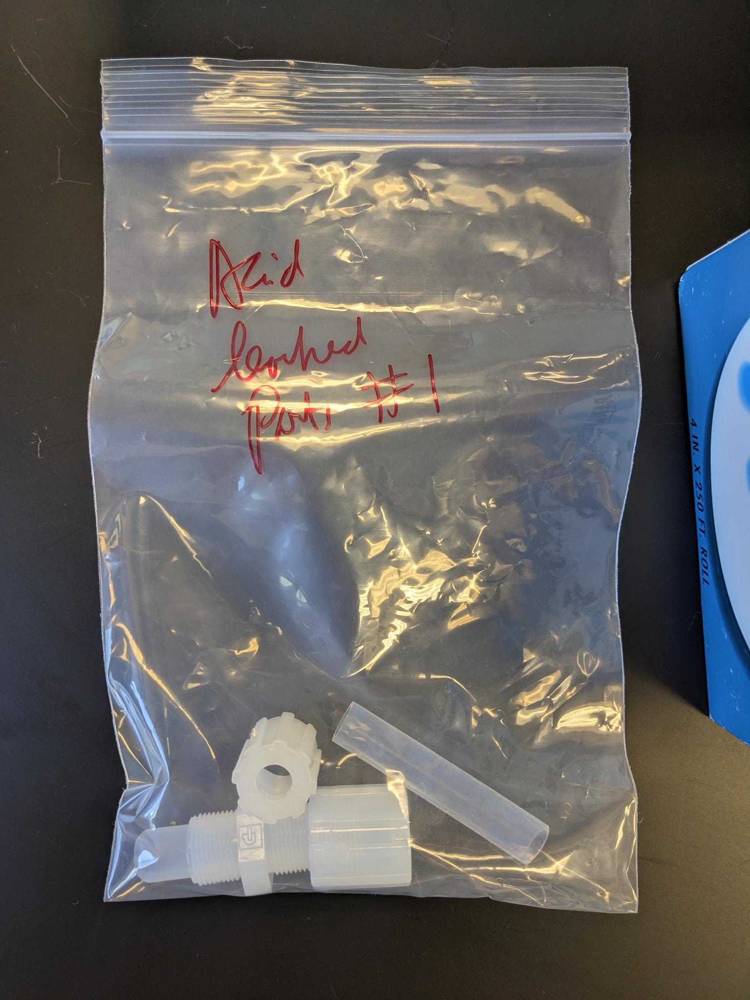 Acid
leached
Parts #1
4 IN. X 250 FT. ROLL